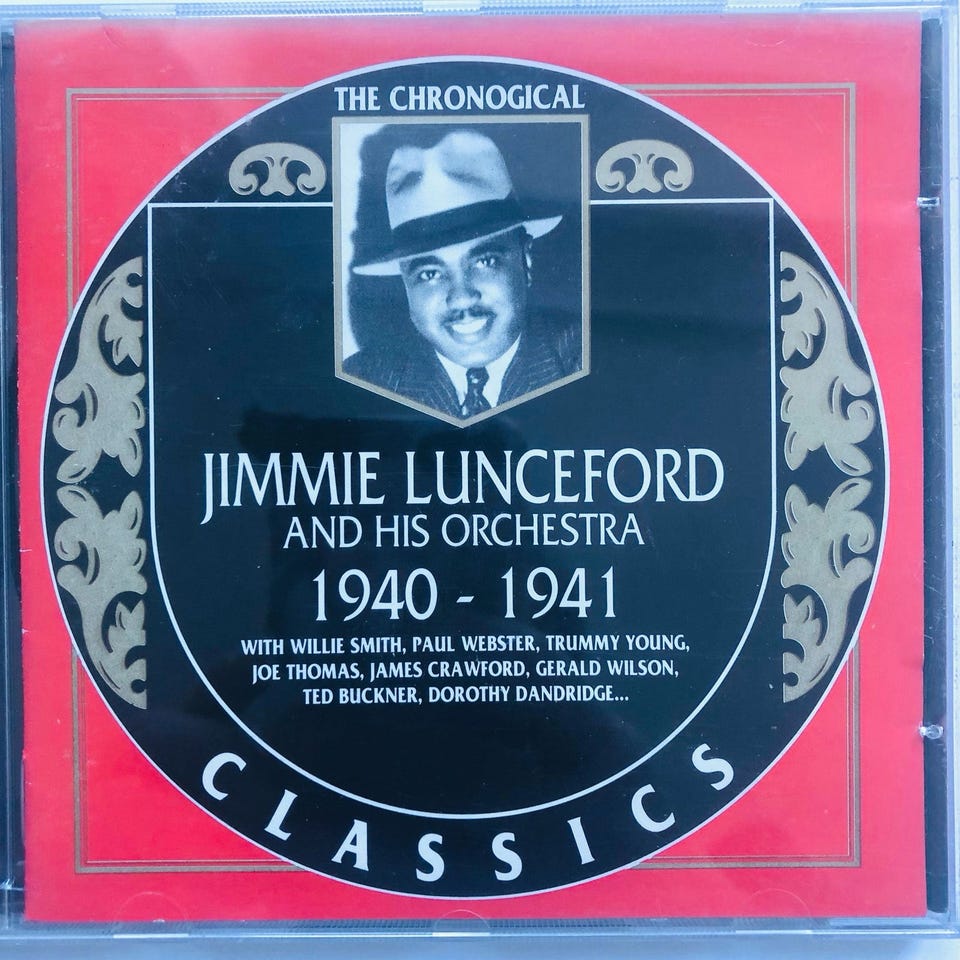 THE CHRONOGICAL
JIMMIE LUNCEFORD
AND HIS ORCHESTRA
1940 - 1941
WITH WILLIE SMITH, PAUL WEBSTER, TRUMMY YOUNG,
JOE THOMAS, JAMES CRAWFORD, GERALD WILSON,
TED BUCKNER, DOROTHY DANDRIDGE...
CLASSICS